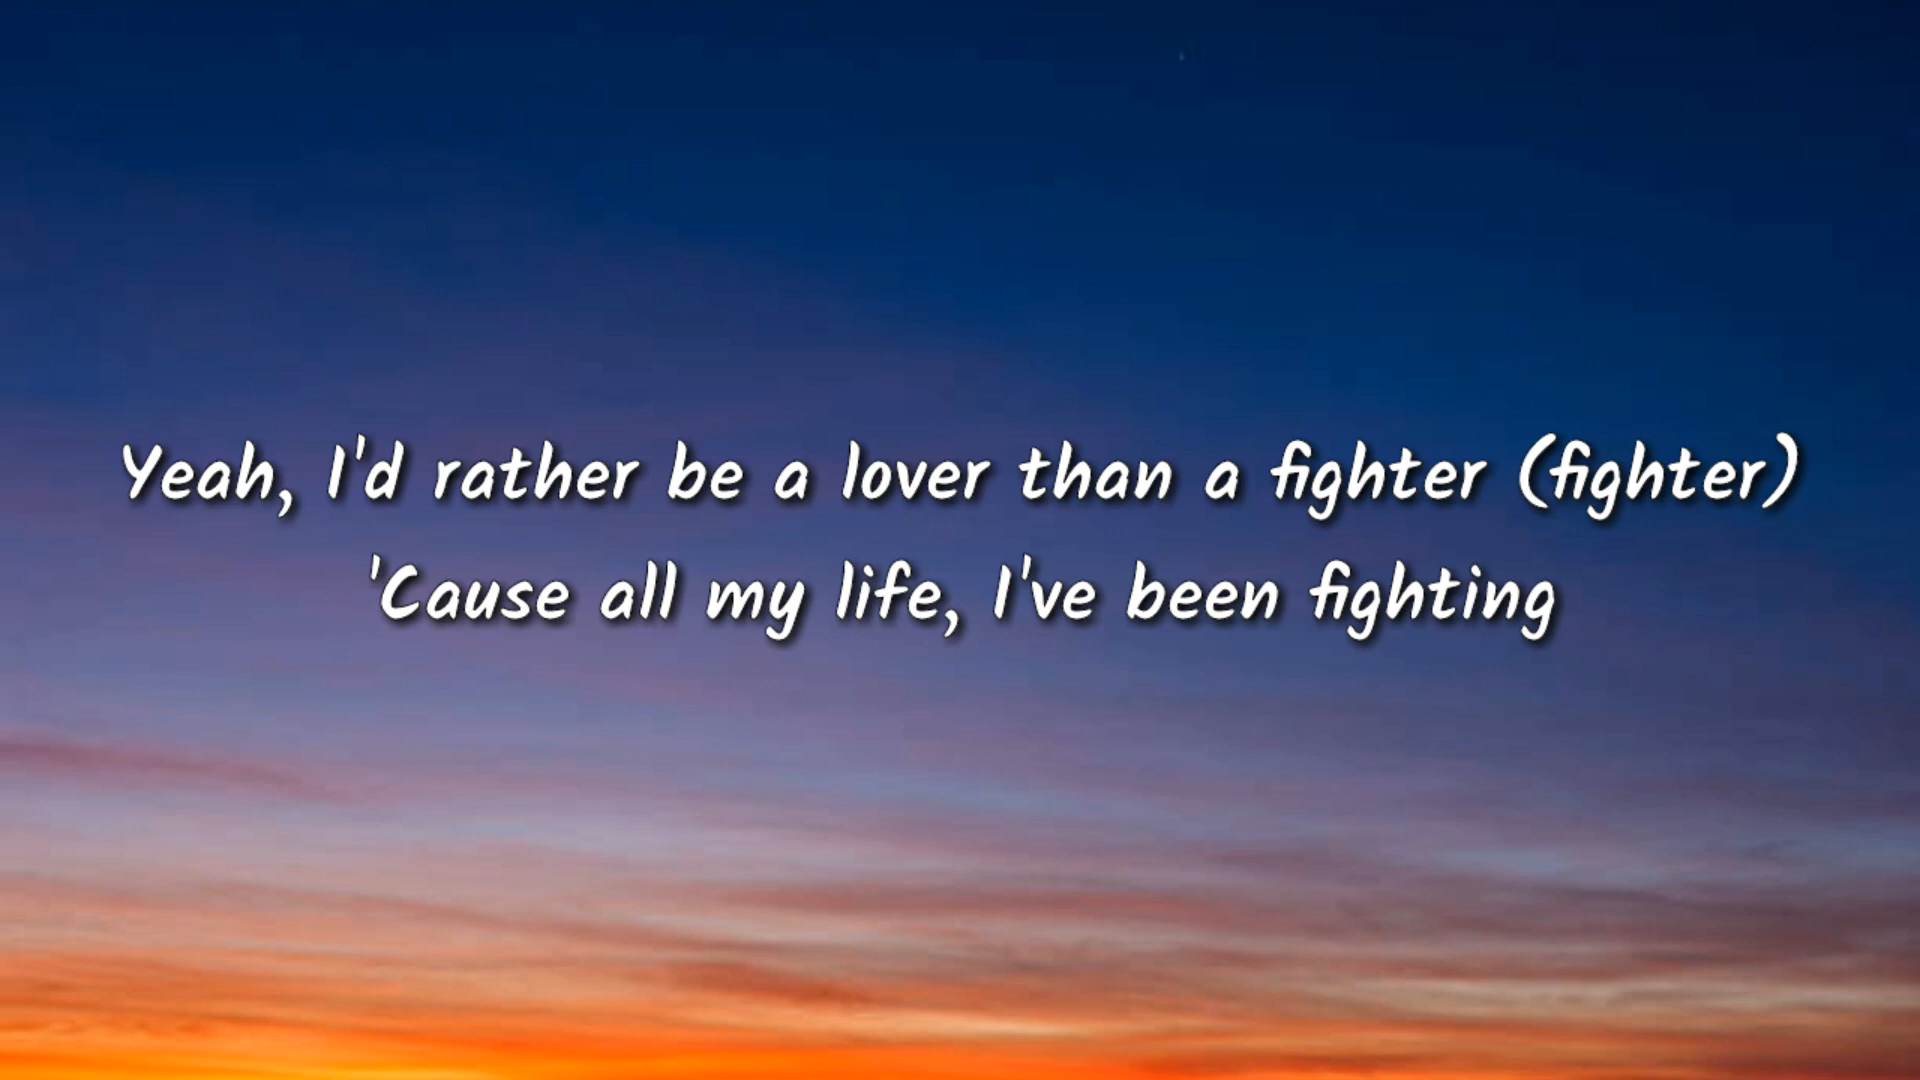 Yeah, I'd rather be a lover than a fighter (fighter)
'Cause all my life, I've been fighting